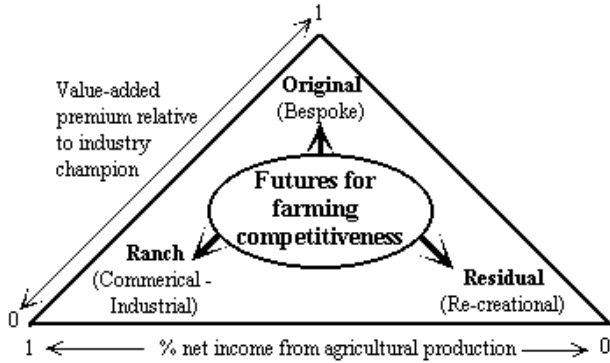 1
Original
(Bespoke)
Value-added
premium relative
to industry
champion
Futures for
farming
competitiveness
Ranch
(Commerical -
Industrial)
Residual
(Re-creational)
0
1 % net income from agricultural production 0